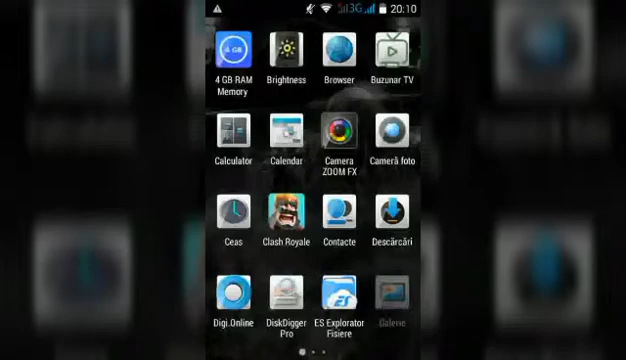 3G 20:10
4 GB
4 GB RAM Memory
Brightness
Browser
Buzunar TV
Calculator
Calendar
Camera ZOOM FX
Cameră foto
Ceas
Clash Royale
Contacte
Descărcări
Digi.Online
DiskDigger Pro
ES Explorator Fisiere
Galerie